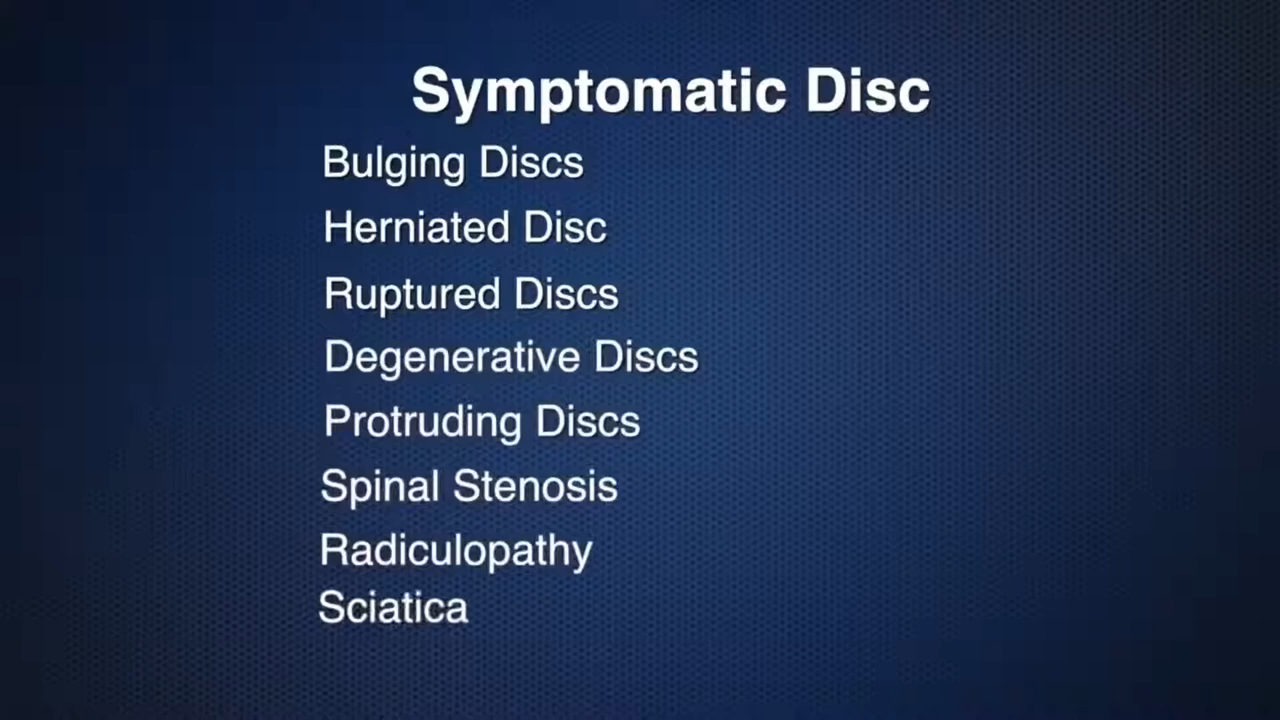 Symptomatic Disc
Bulging Discs
Herniated Disc
Ruptured Discs
Degenerative Discs
Protruding Discs
Spinal Stenosis
Radiculopathy
Sciatica